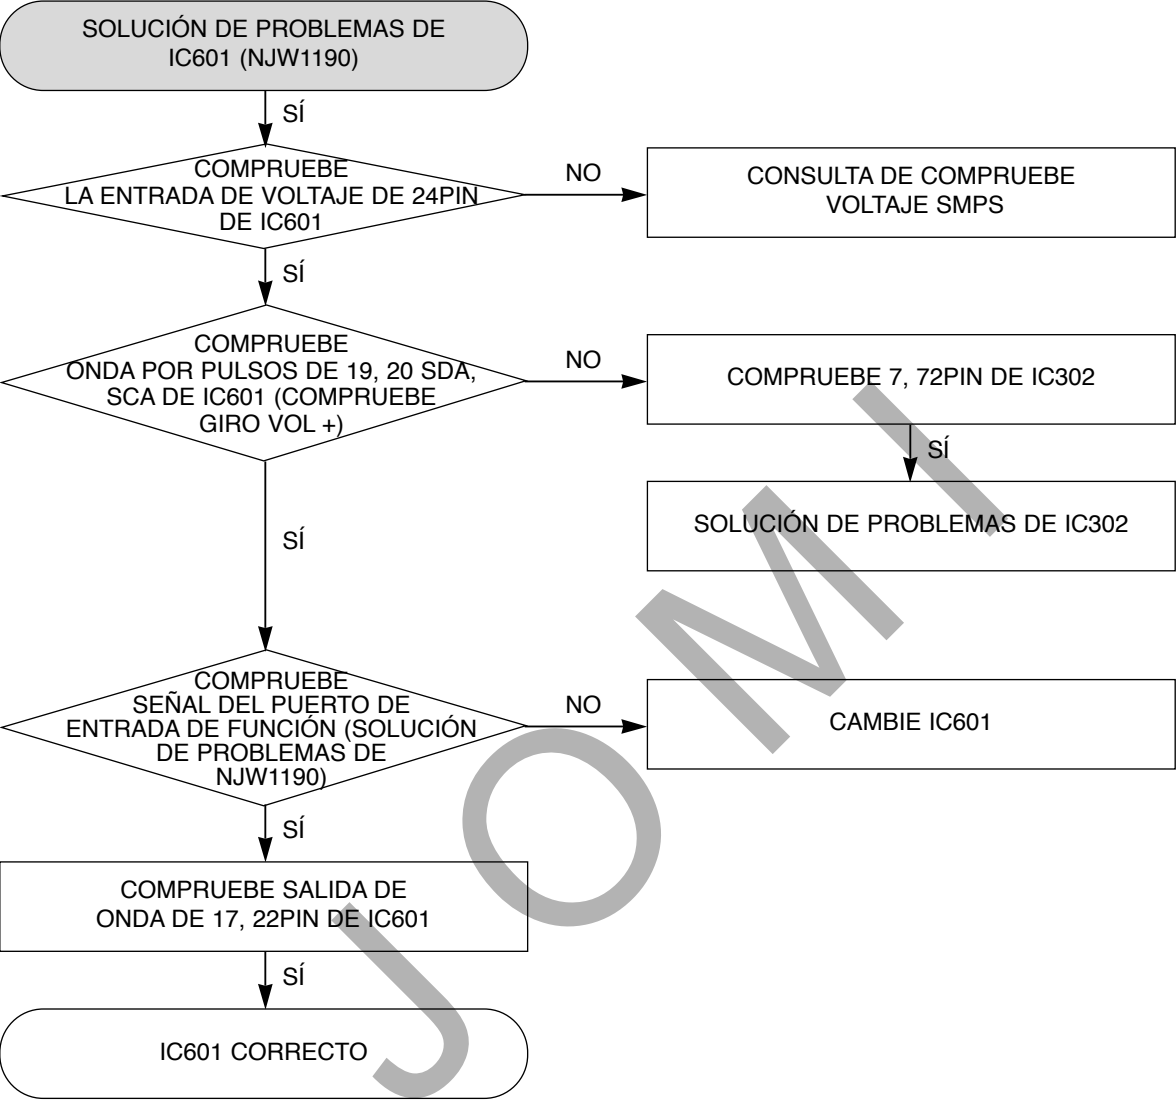 SOLUCIÓN DE PROBLEMAS DE
IC601 (NJW1190)
SÍ
COMPRUEBE
LA ENTRADA DE VOLTAJE DE 24PIN
DE IC601
NO
CONSULTA DE COMPRUEBE
VOLTAJE SMPS
SÍ
COMPRUEBE
ONDA POR PULSOS DE 19, 20 SDA,
SCA DE IC601 (COMPRUEBE
GIRO VOL +)
NO
COMPRUEBE 7, 72PIN DE IC302
SÍ
SOLUCIÓN DE PROBLEMAS DE IC302
SÍ
COMPRUEBE
SEÑAL DEL PUERTO DE
ENTRADA DE FUNCIÓN (SOLUCIÓN
DE PROBLEMAS DE
NJW1190)
NO
CAMBIE IC601
SÍ
COMPRUEBE SALIDA DE
ONDA DE 17, 22PIN DE IC601
SÍ
IC601 CORRECTO
JOMI